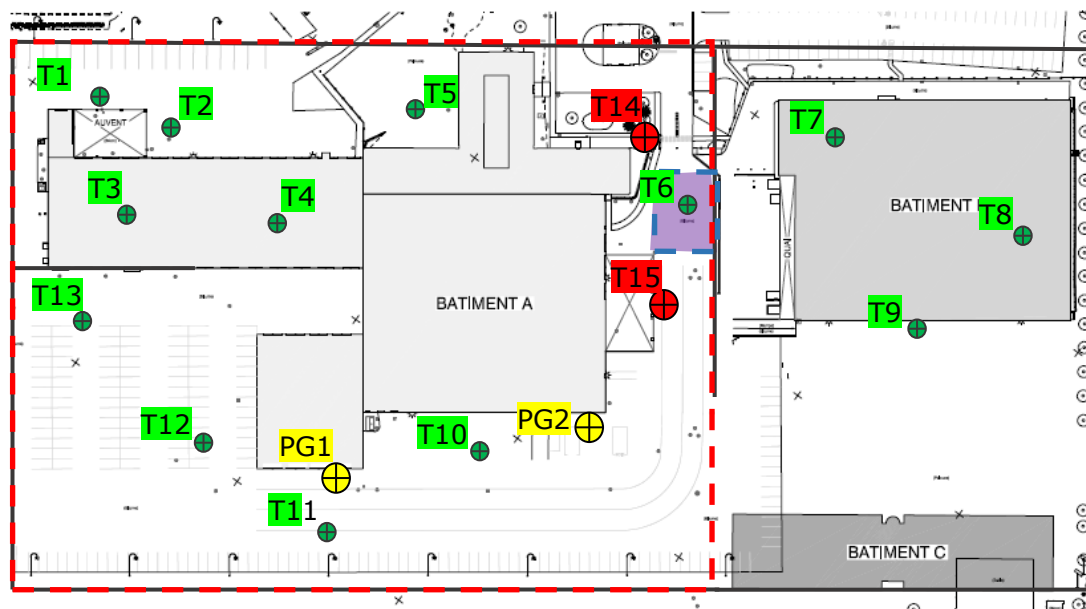 T1
T2
T5
T14
T7
AUVENT
T3
T4
T6
BATIMENT
T8
QUAI
T13
BATIMENT A
T15
T9
T12
PG1
T10
PG2
T11
BATIMENT C